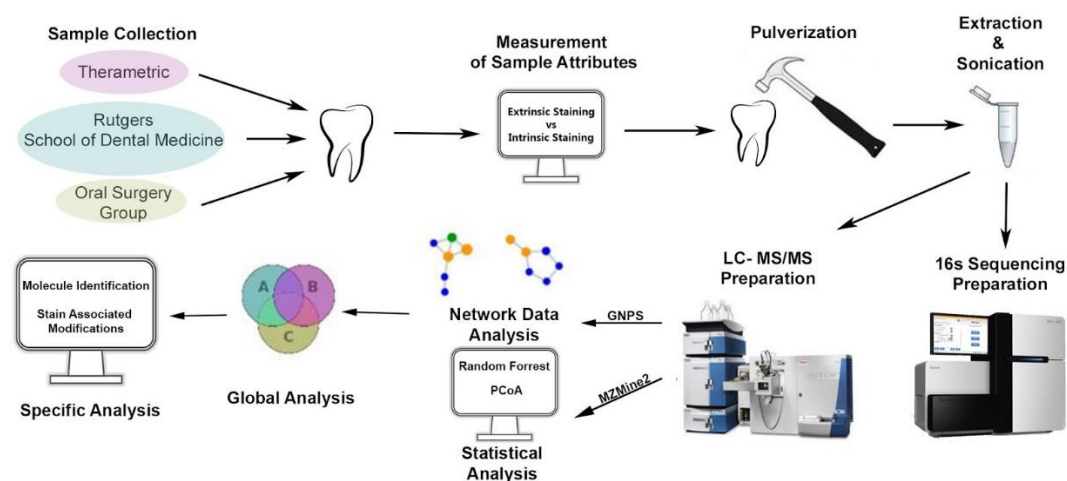 Sample Collection
Therametric
Rutgers
School of Dental Medicine
Oral Surgery
Group
Measurement
of Sample Attributes
Extrinsic Staining
vs
Intrinsic Staining
Pulverization
Extraction
&
Sonication
LC- MS/MS
Preparation
16s Sequencing
Preparation
GNPS
MZMine2
Network Data
Analysis
Random Forrest
PCoA
Statistical
Analysis
A
B
C
Global Analysis
Molecule Identification
Stain Associated
Modifications
Specific Analysis